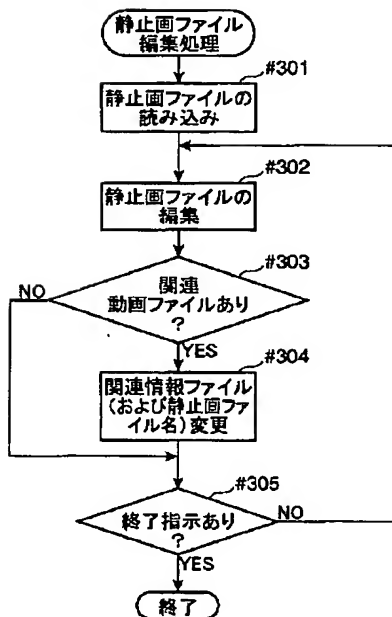 静止画ファイル
編集処理
#301
静止画ファイルの
読み込み
#302
静止画ファイルの
編集
#303
関連
動画ファイルあり
?
NO
YES
#304
関連情報ファイル
(および静止画ファ
イル名)変更
#305
終了指示あり
?
NO
YES
終了